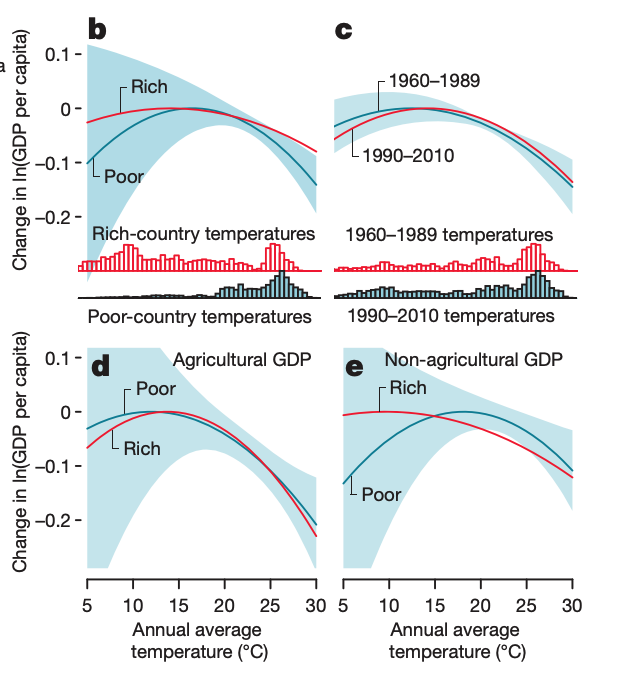 a
b
Change in ln(GDP per capita)
0.1
0
–0.1
–0.2
Rich
Poor
Rich-country temperatures
Poor-country temperatures
c
1960–1989
1990–2010
1960–1989 temperatures
1990–2010 temperatures
d
Agricultural GDP
Change in ln(GDP per capita)
0.1
0
–0.1
–0.2
Poor
Rich
5 10 15 20 25 30
Annual average
temperature (°C)
e
Non-agricultural GDP
Rich
Poor
5 10 15 20 25 30
Annual average
temperature (°C)